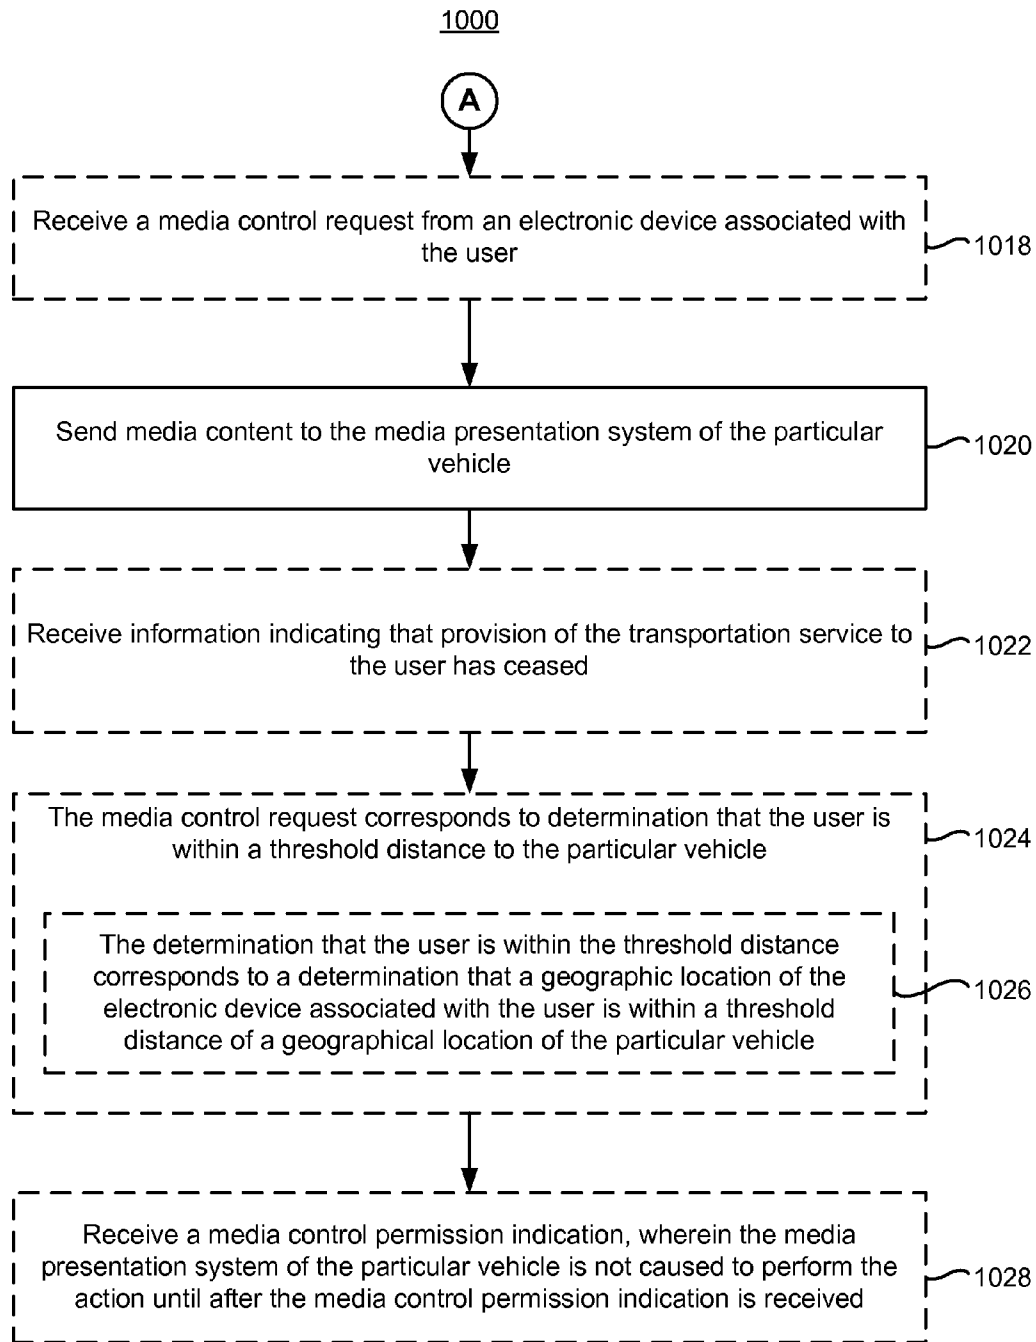 1000
A
Receive a media control request from an electronic device associated with
the user
1018
Send media content to the media presentation system of the particular
vehicle
1020
Receive information indicating that provision of the transportation service to
the user has ceased
1022
The media control request corresponds to determination that the user is
within a threshold distance to the particular vehicle
1024
The determination that the user is within the threshold distance
corresponds to a determination that a geographic location of the
electronic device associated with the user is within a threshold
distance of a geographical location of the particular vehicle
1026
Receive a media control permission indication, wherein the media
presentation system of the particular vehicle is not caused to perform the
action until after the media control permission indication is received
1028